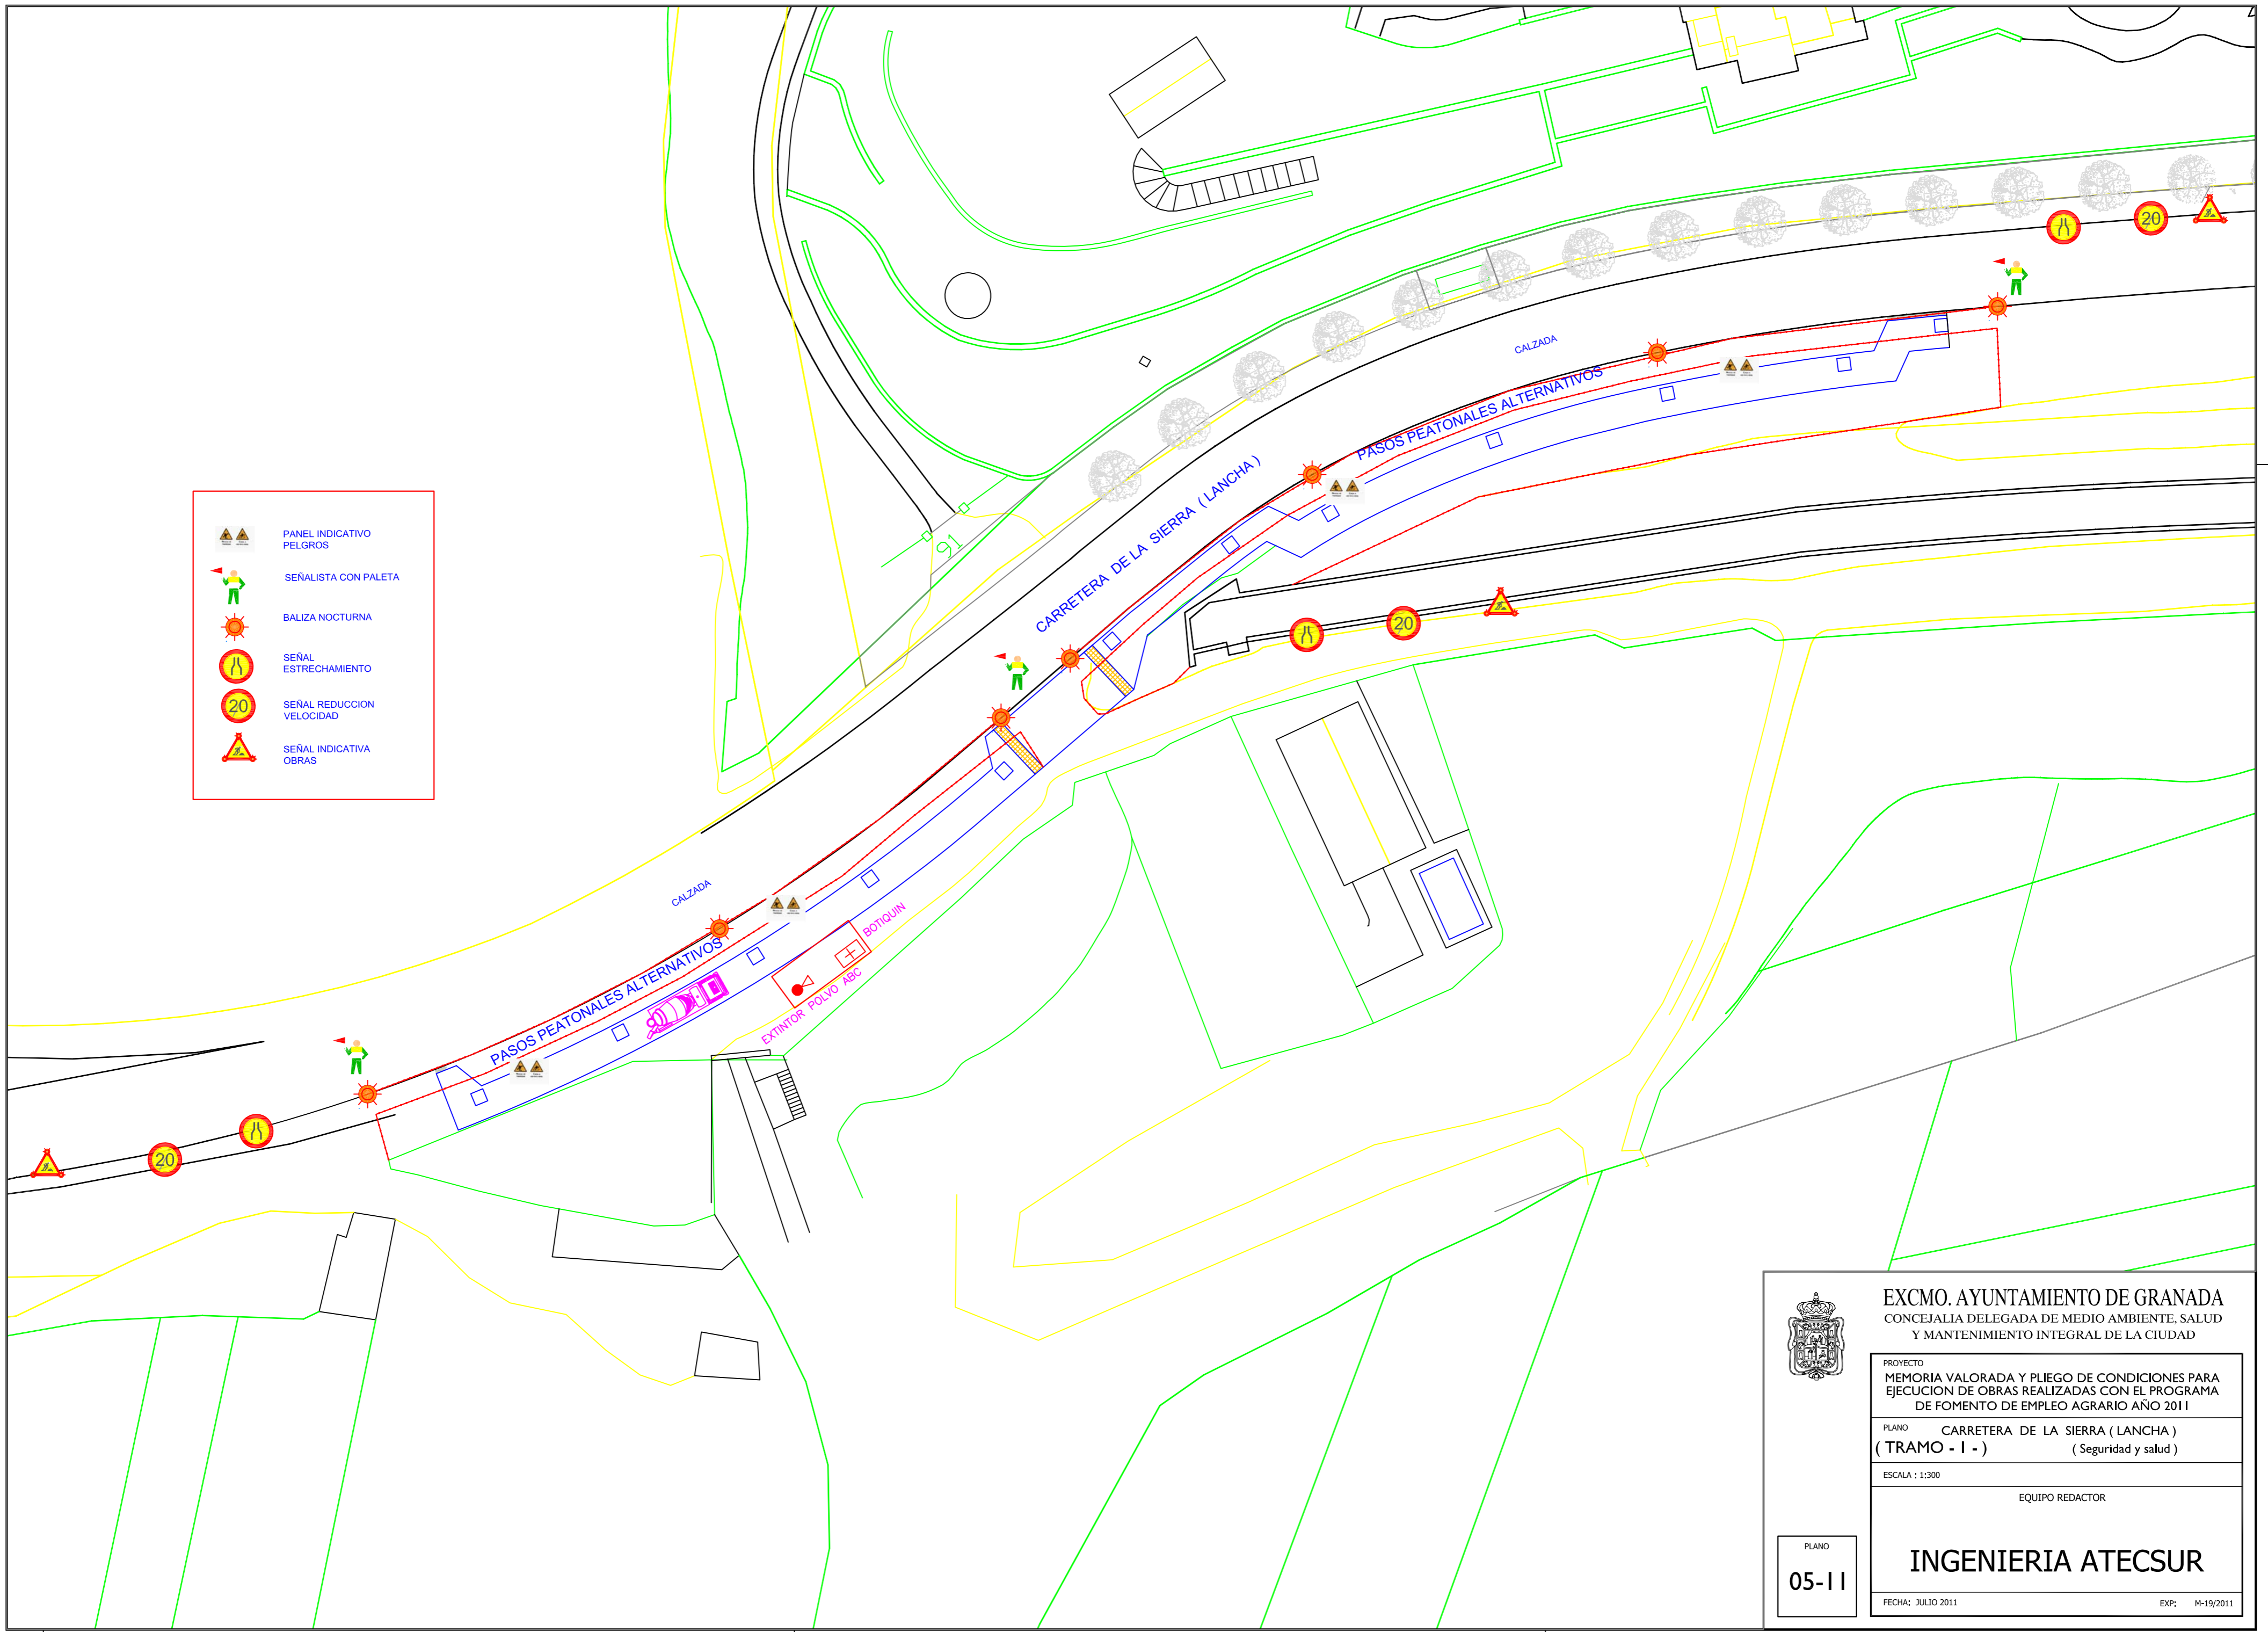 CALZADA
PASOS PEATONALES ALTERNATIVOS
CARRETERA DE LA SIERRA ( LANCHA )
91
20
20
PANEL INDICATIVO
PELGROS
SEÑALISTA CON PALETA
BALIZA NOCTURNA
SEÑAL
ESTRECHAMIENTO
20
SEÑAL REDUCCION
VELOCIDAD
SEÑAL INDICATIVA
OBRAS
CALZADA
PASOS PEATONALES ALTERNATIVOS
BOTIQUIN
EXTINTOR POLVO ABC
20
EXCMO. AYUNTAMIENTO DE GRANADA
CONCEJALIA DELEGADA DE MEDIO AMBIENTE, SALUD
Y MANTENIMIENTO INTEGRAL DE LA CIUDAD
PROYECTO
MEMORIA VALORADA Y PLIEGO DE CONDICIONES PARA
EJECUCION DE OBRAS REALIZADAS CON EL PROGRAMA
DE FOMENTO DE EMPLEO AGRARIO AÑO 2011
PLANO CARRETERA DE LA SIERRA ( LANCHA )
( TRAMO - I - ) ( Seguridad y salud )
ESCALA : 1:300
EQUIPO REDACTOR
INGENIERIA ATECSUR
PLANO
05-11
FECHA: JULIO 2011 EXP: M-19/2011